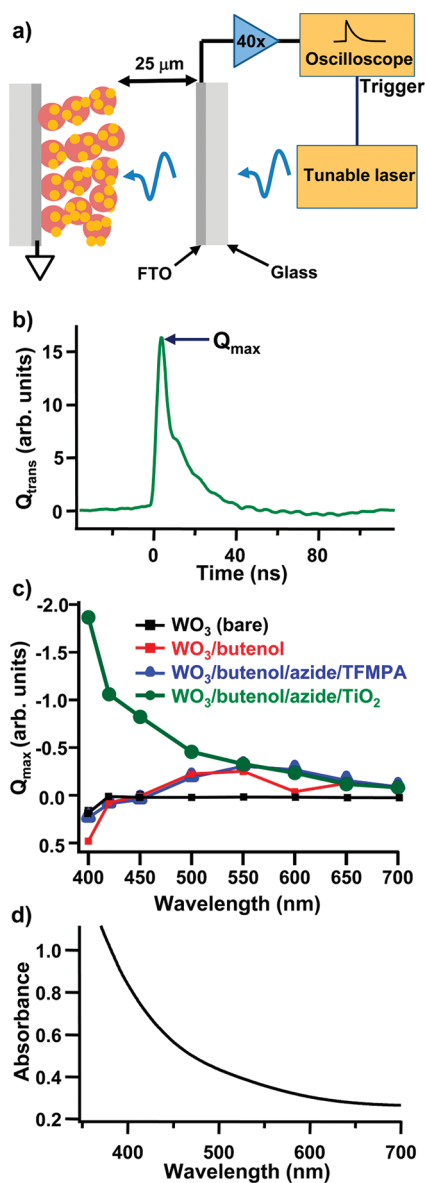 a)
25 μm
40x
Oscilloscope
Trigger
Tunable laser
FTO
Glass
b)
Q_trans (arb. units)
15
10
5
0
Q_max
0
40
80
Time (ns)
c)
Q_max (arb. units)
-2.0
-1.5
-1.0
-0.5
0.0
0.5
WO₃ (bare)
WO₃/butenol
WO₃/butenol/azide/TFMPA
WO₃/butenol/azide/TiO₂
400 450 500 550 600 650 700
Wavelength (nm)
d)
Absorbance
1.0
0.8
0.6
0.4
0.2
400 500 600 700
Wavelength (nm)